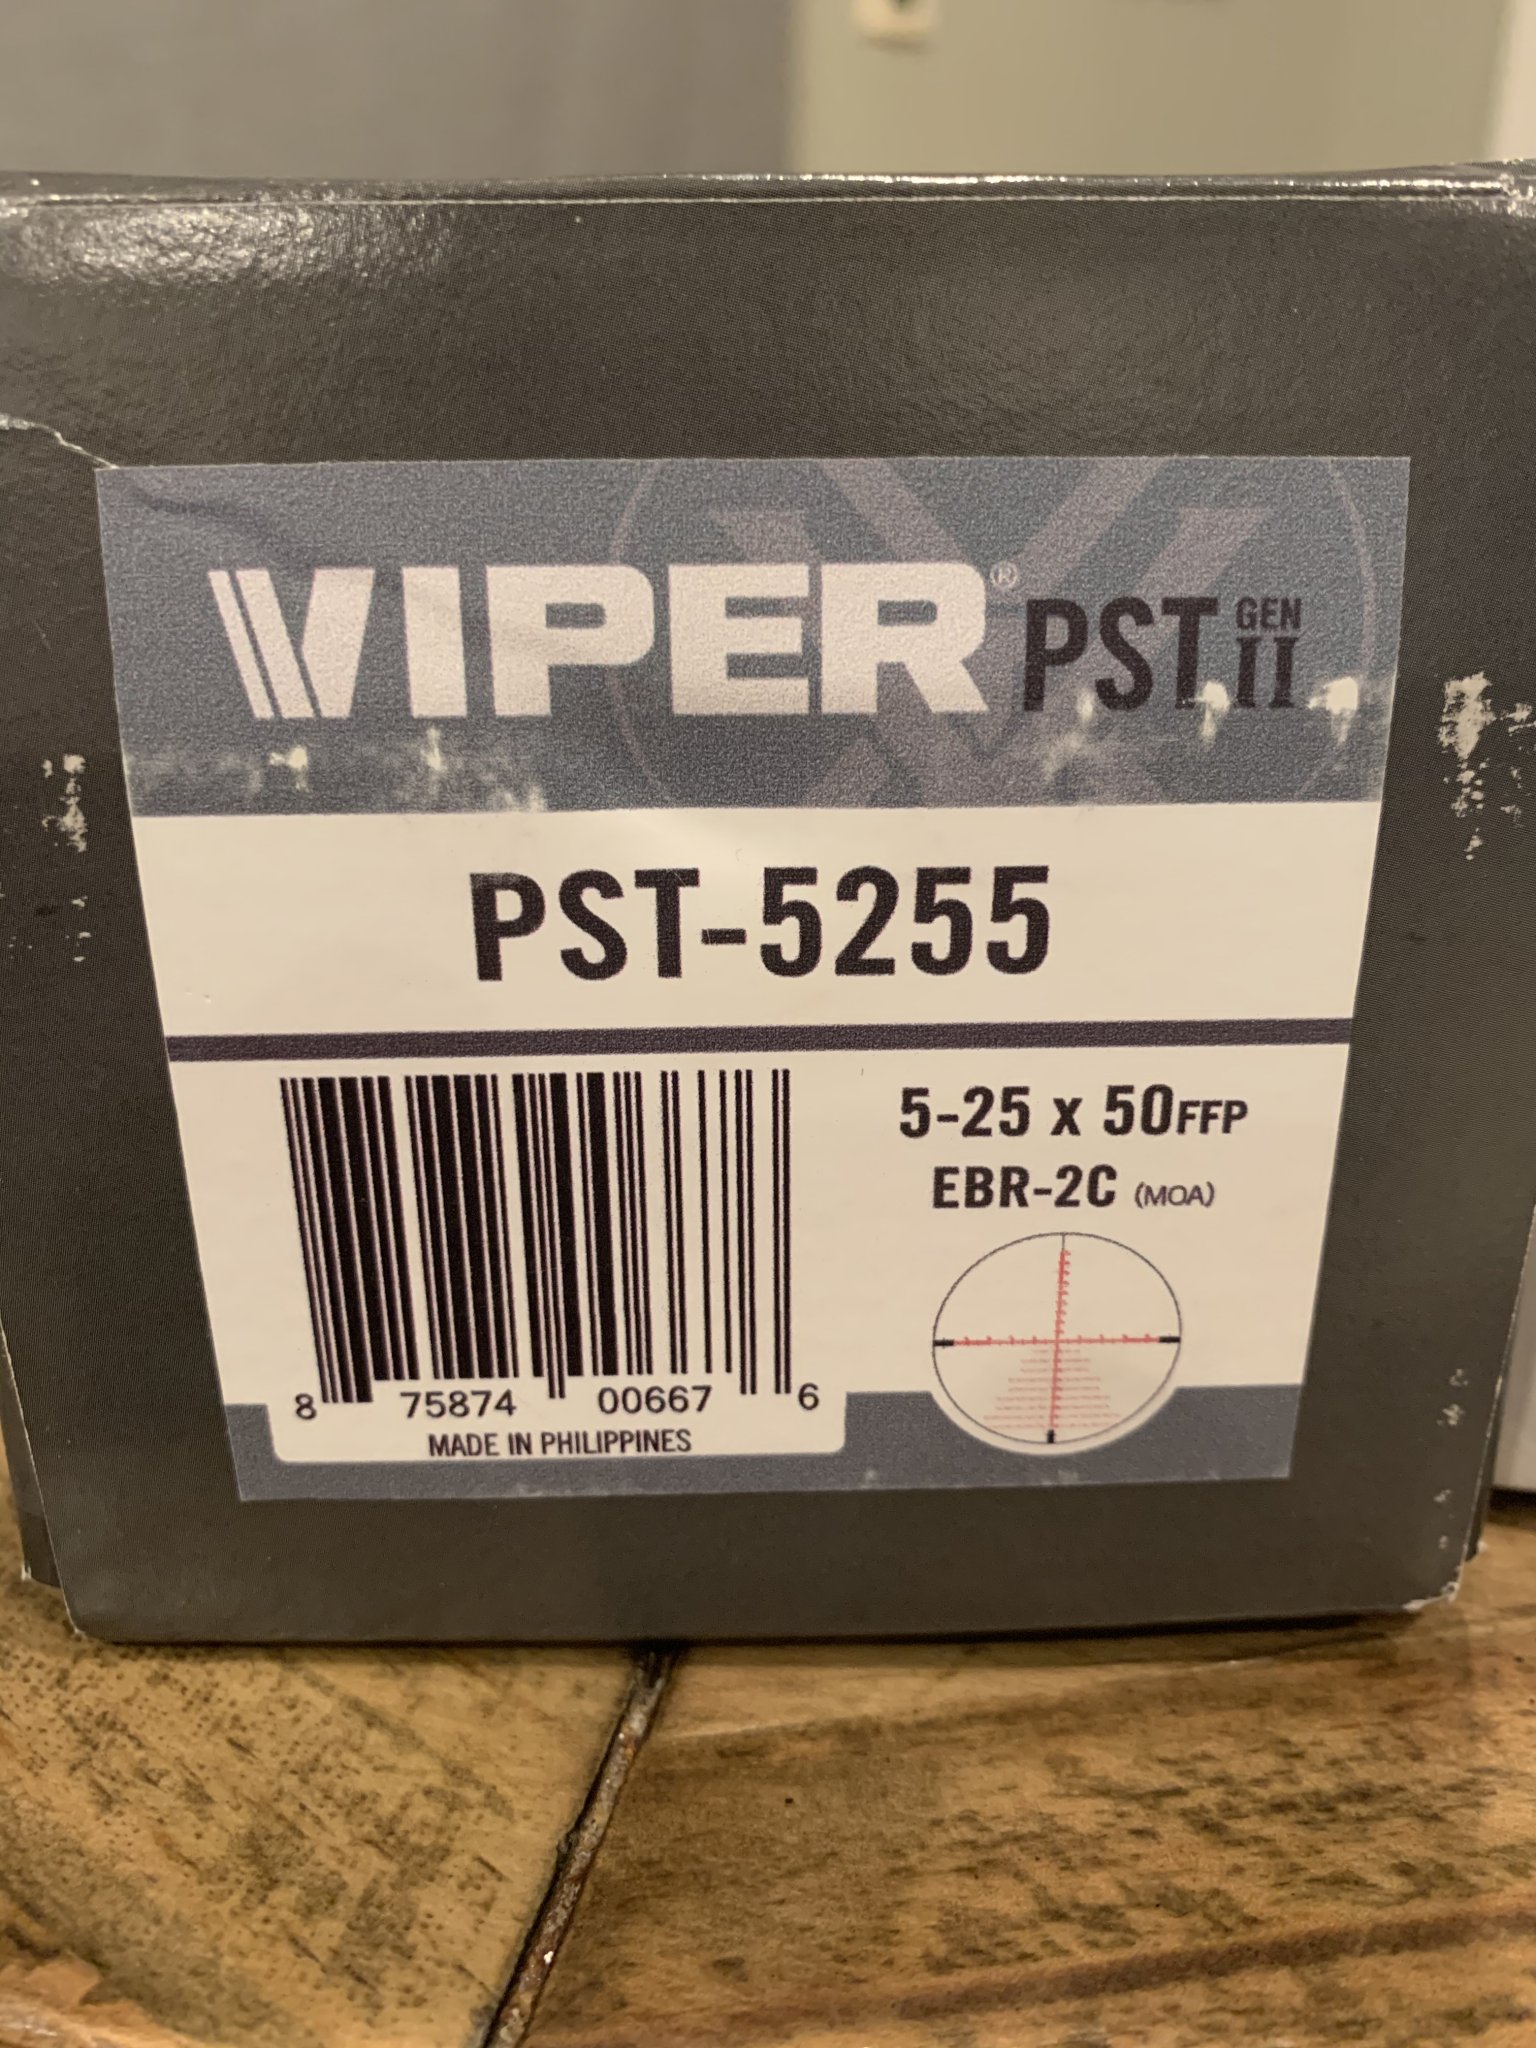 VIPER® PST GEN II
PST-5255
5-25 x 50FFP
EBR-2C (MOA)
8 75874 00667 6
MADE IN PHILIPPINES